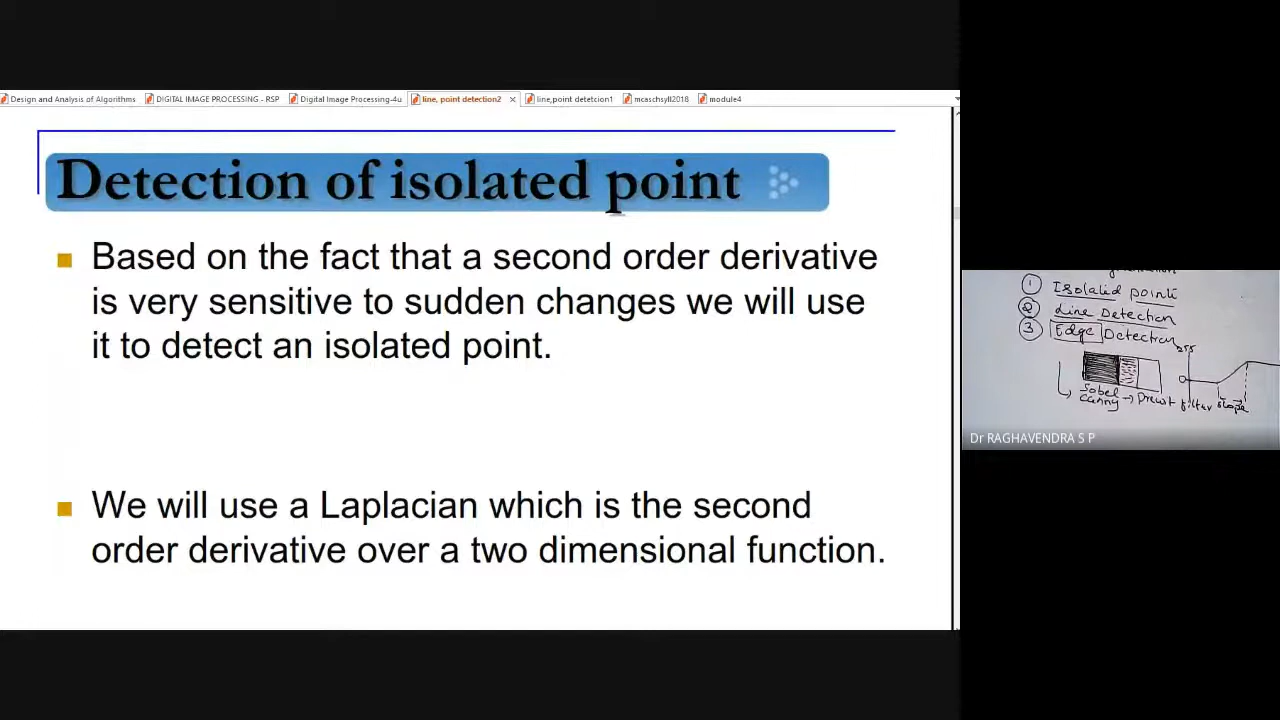 Design and Analysis of Algorithms
DIGITAL IMAGE PROCESSING - RSP
Digital Image Processing-4u
line, point detection2
line,point detetcion1
mcaschsyll2018
module4
Detection of isolated point
Based on the fact that a second order derivative
is very sensitive to sudden changes we will use
it to detect an isolated point.
We will use a Laplacian which is the second
order derivative over a two dimensional function.
1 Isolated points
2 Line Detection
3 Edge Detection
255
Sobel
Canny → filter slope
Dr RAGHAVENDRA S P